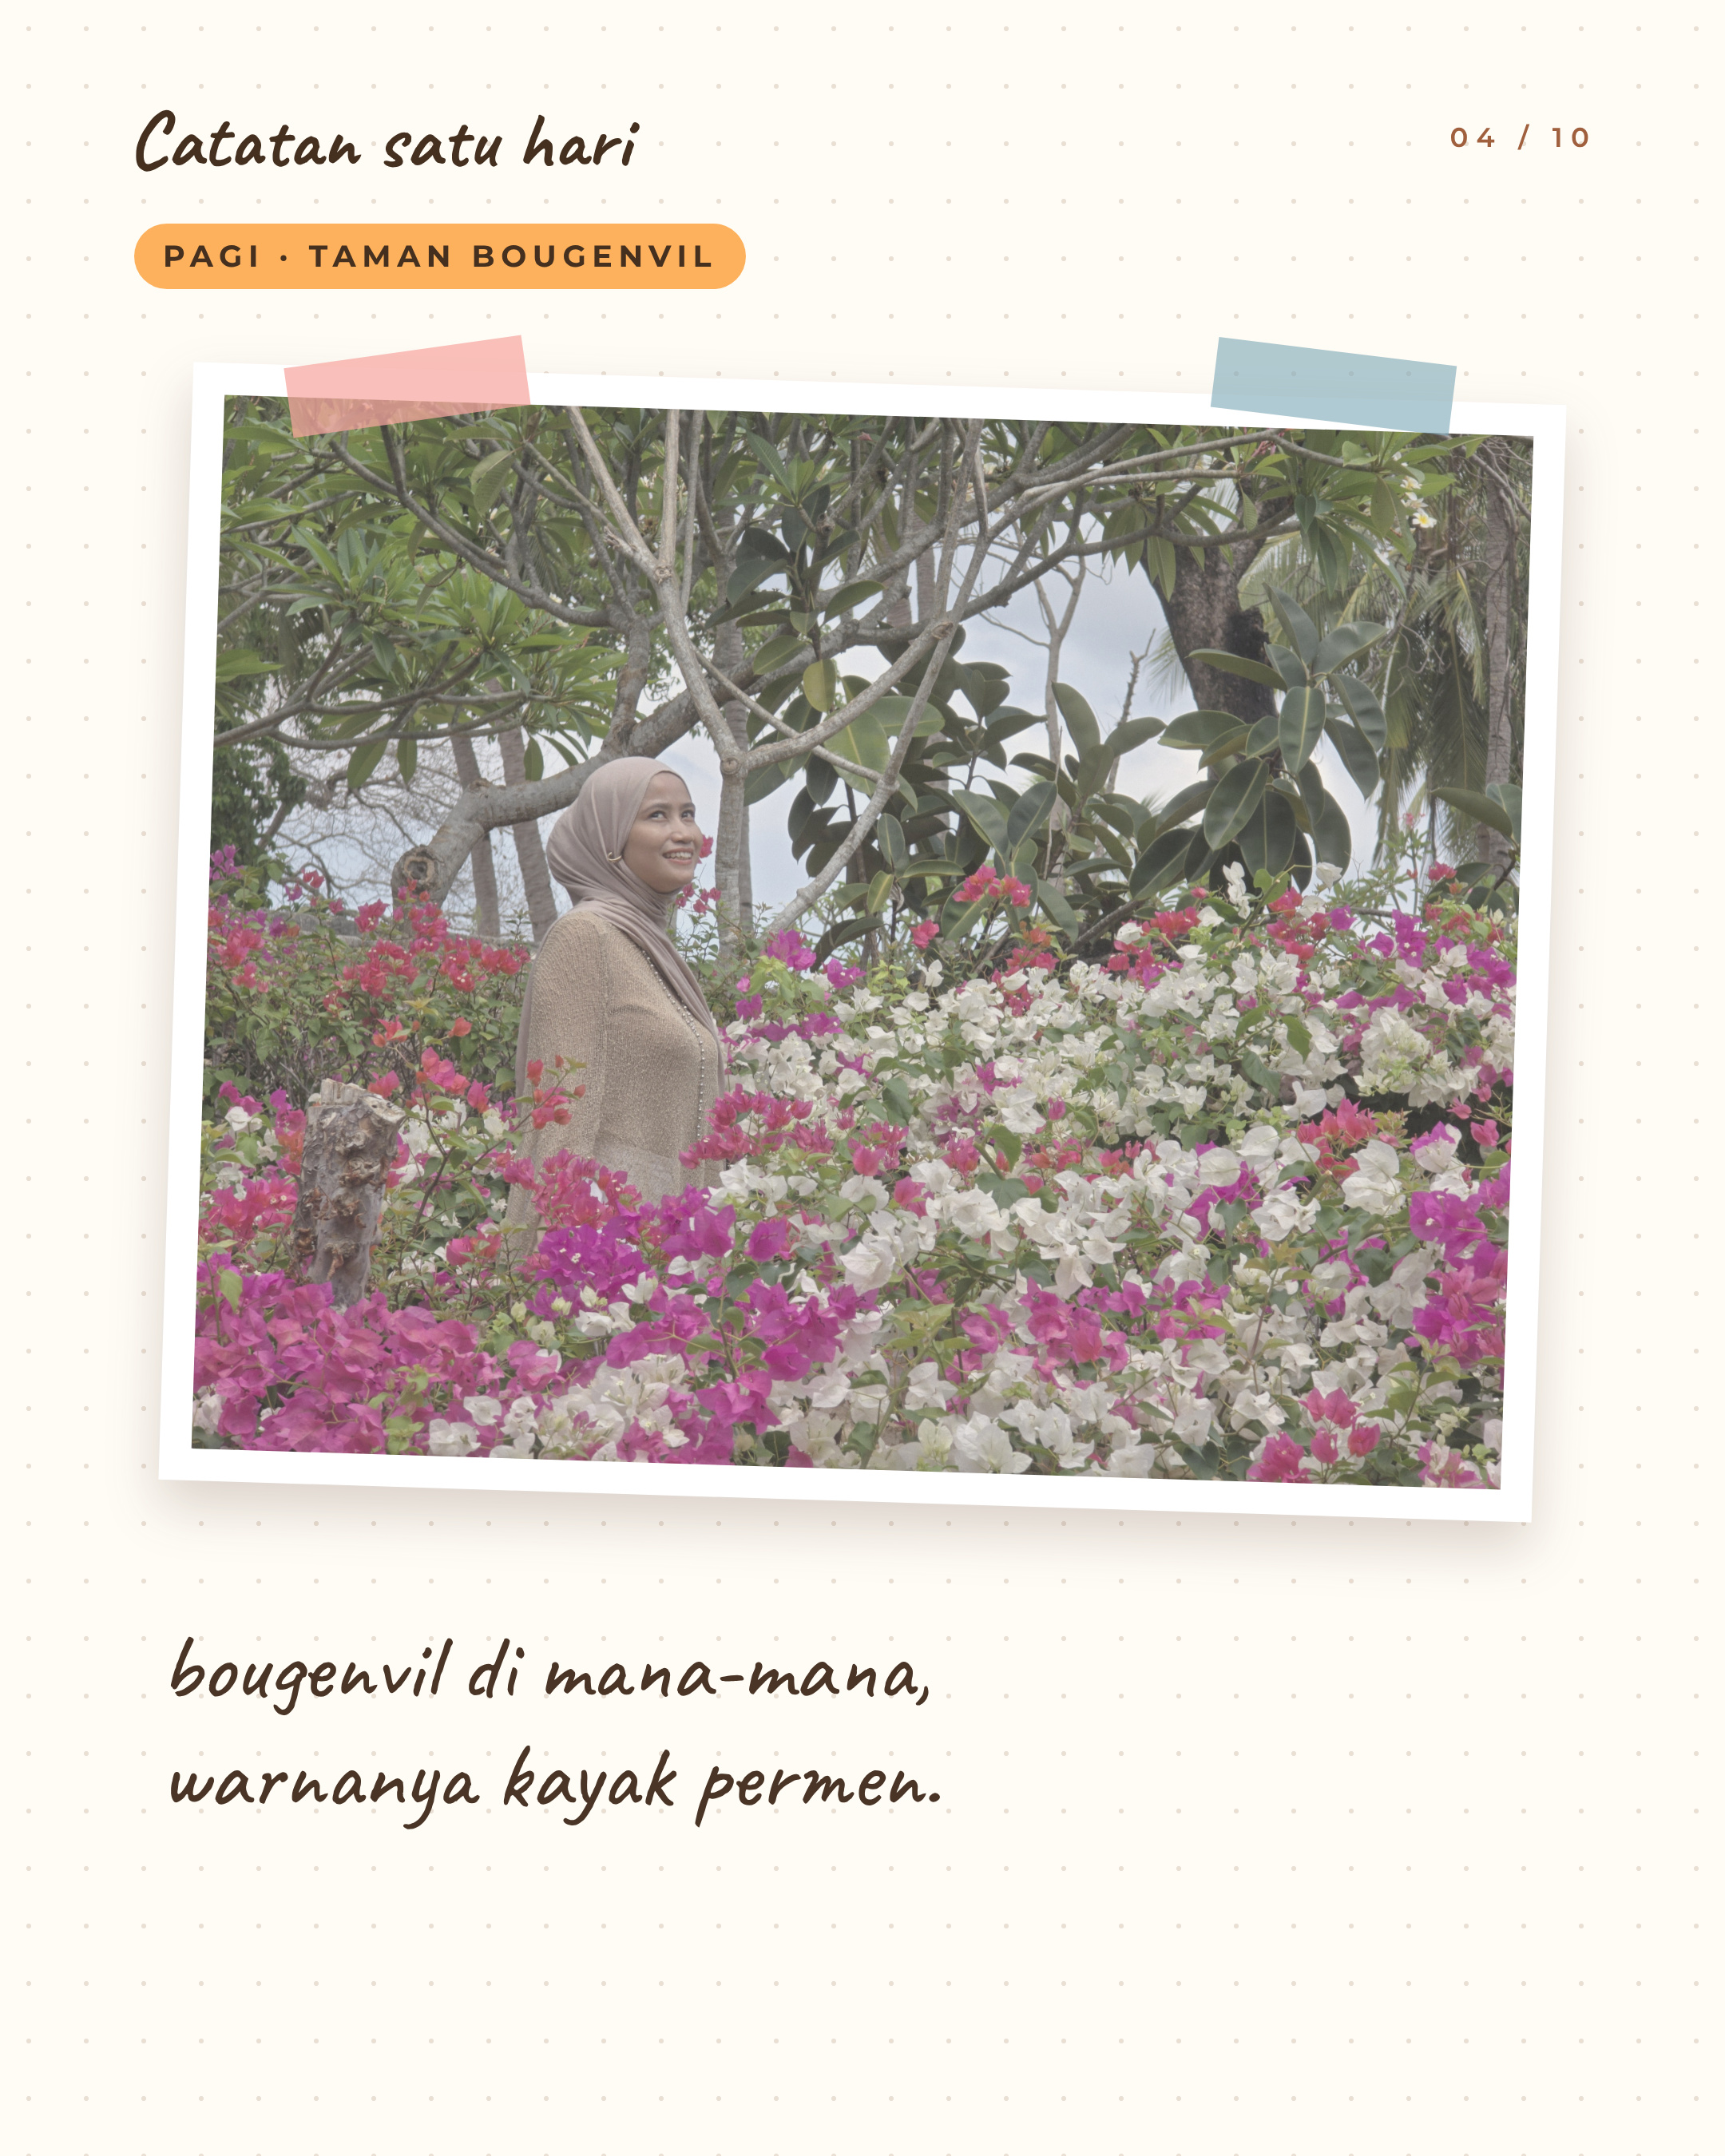 Catatan satu hari
04 / 10
PAGI · TAMAN BOUGENVIL
bougenvil di mana-mana,
warnanya kayak permen.